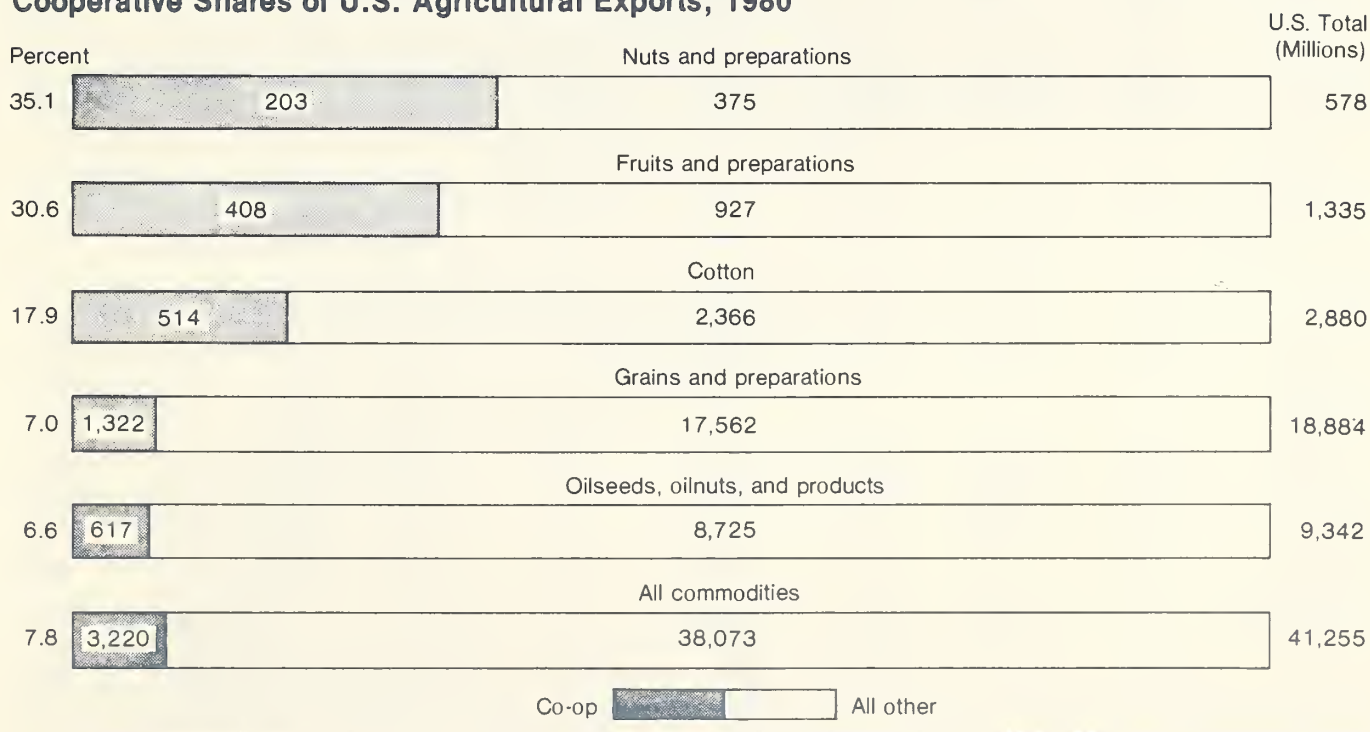 Cooperative Shares of U.S. Agricultural Exports, 1980
U.S. Total
(Millions)
Percent
Nuts and preparations
35.1 203 375 578
Fruits and preparations
30.6 408 927 1,335
Cotton
17.9 514 2,366 2,880
Grains and preparations
7.0 1,322 17,562 18,884
Oilseeds, oilnuts, and products
6.6 617 8,725 9,342
All commodities
7.8 3,220 38,073 41,255
Co-op All other